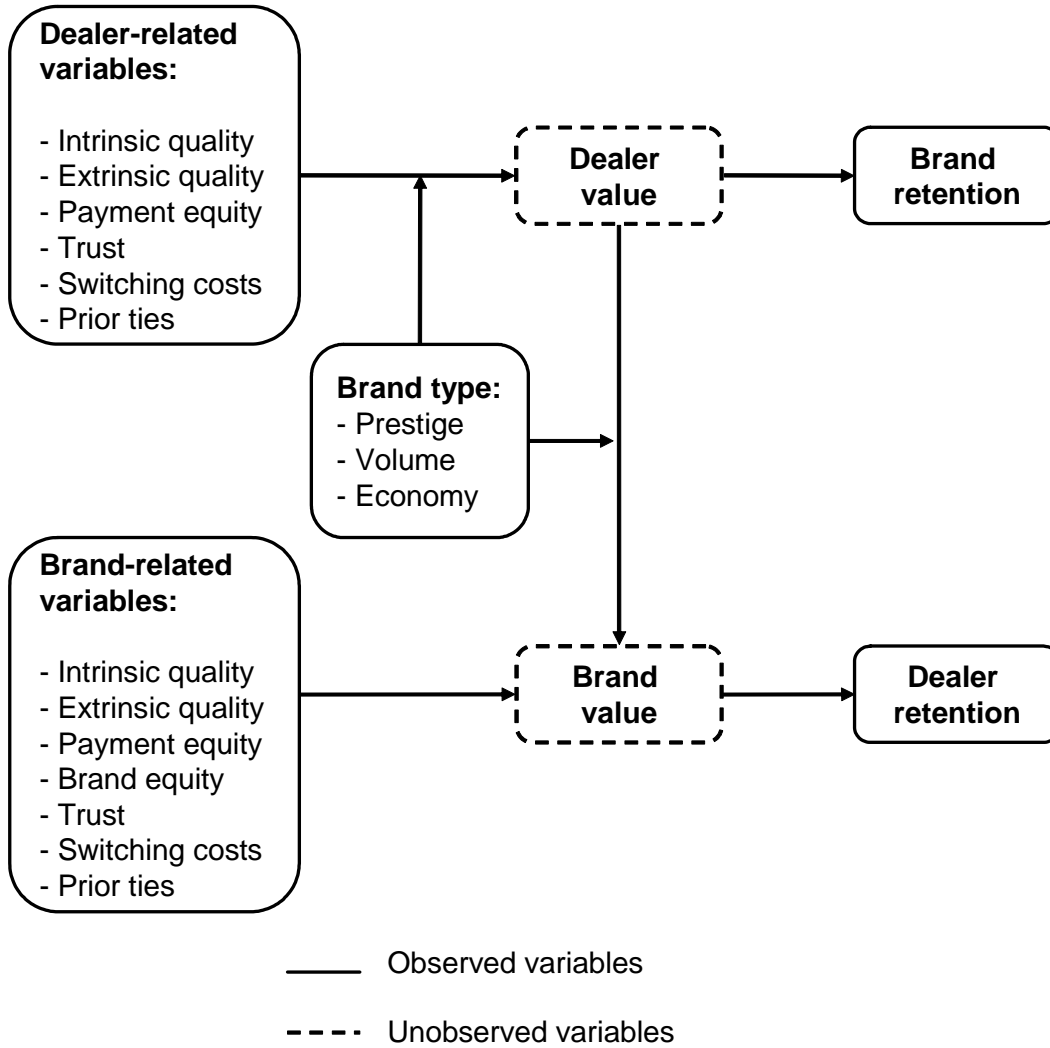 Dealer-related
variables:
- Intrinsic quality
- Extrinsic quality
- Payment equity
- Trust
- Switching costs
- Prior ties
Dealer
value
Brand
retention
Brand type:
- Prestige
- Volume
- Economy
Brand-related
variables:
- Intrinsic quality
- Extrinsic quality
- Payment equity
- Brand equity
- Trust
- Switching costs
- Prior ties
Brand
value
Dealer
retention
Observed variables
Unobserved variables